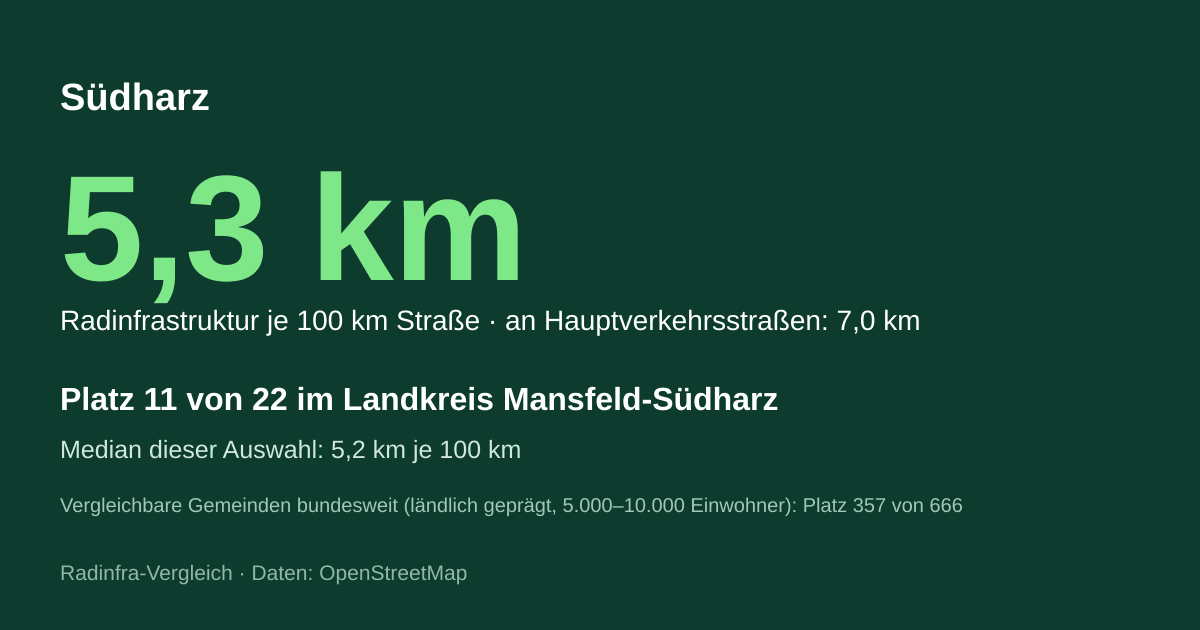 Südharz
5,3 km
Radinfrastruktur je 100 km Straße · an Hauptverkehrsstraßen: 7,0 km
Platz 11 von 22 im Landkreis Mansfeld-Südharz
Median dieser Auswahl: 5,2 km je 100 km
Vergleichbare Gemeinden bundesweit (ländlich geprägt, 5.000–10.000 Einwohner): Platz 357 von 666
Radinfra-Vergleich · Daten: OpenStreetMap